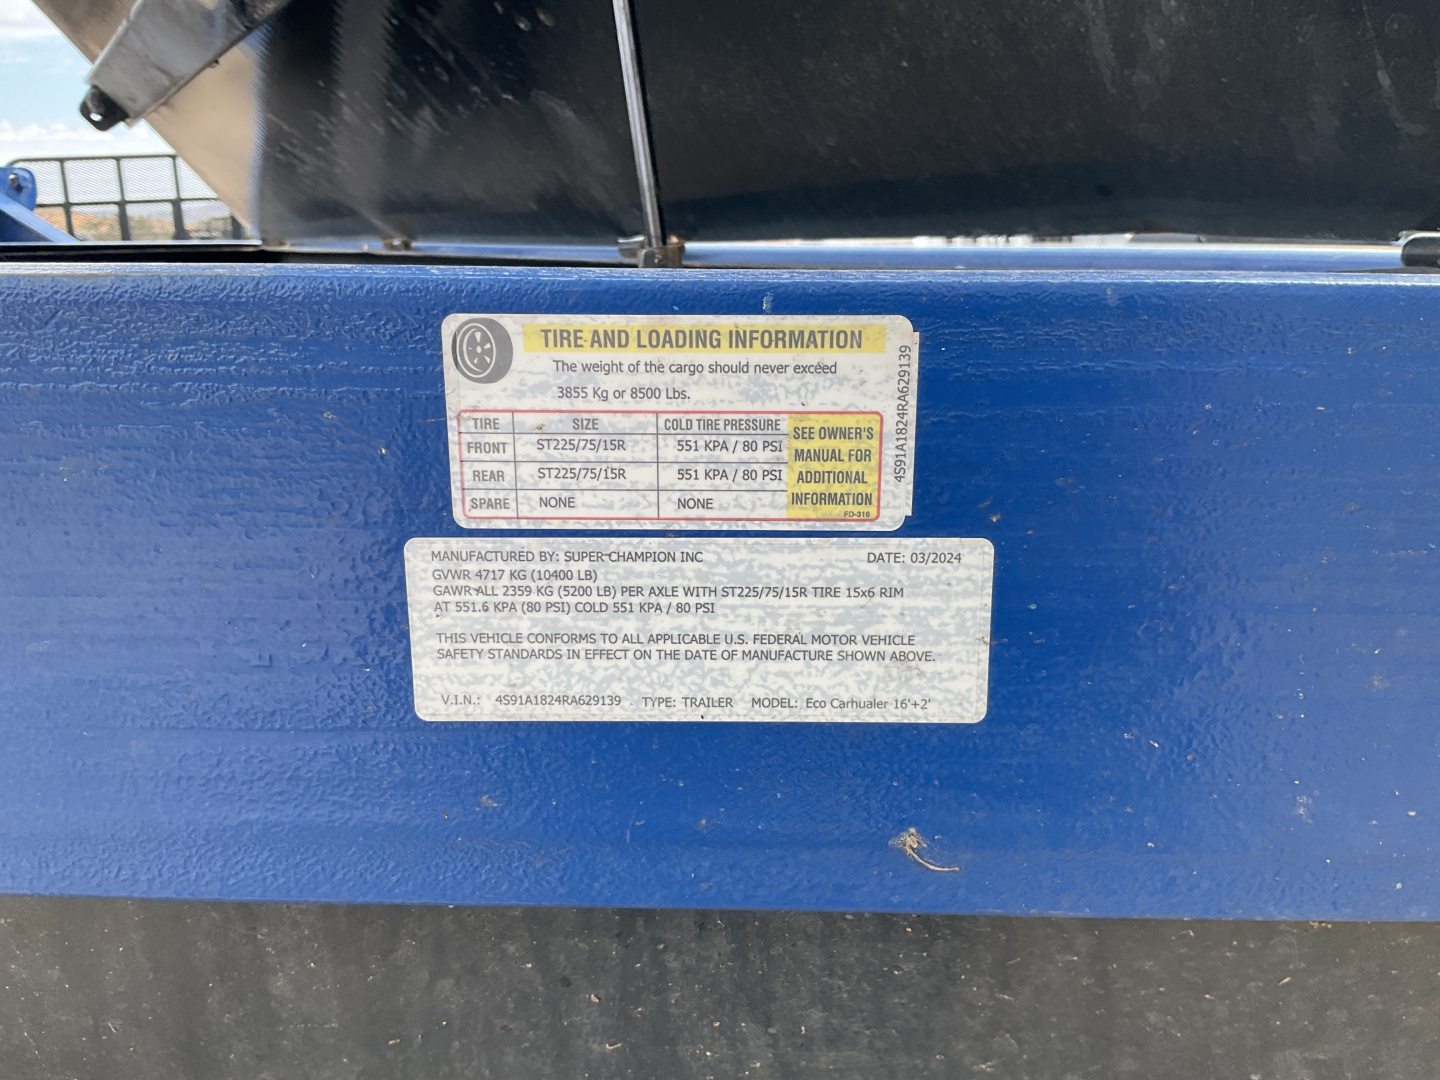 TIRE AND LOADING INFORMATION
The weight of the cargo should never exceed
3855 Kg or 8500 Lbs.
TIRE SIZE COLD TIRE PRESSURE
FRONT ST225/75/15R 551 KPA / 80 PSI
REAR ST225/75/15R 551 KPA / 80 PSI
SPARE NONE NONE
SEE OWNER'S
MANUAL FOR
ADDITIONAL
INFORMATION
FD-316
4S91A1824RA629139
MANUFACTURED BY: SUPER CHAMPION INC DATE: 03/2024
GVWR 4717 KG (10400 LB)
GAWR ALL 2359 KG (5200 LB) PER AXLE WITH ST225/75/15R TIRE 15x6 RIM
AT 551.6 KPA (80 PSI) COLD 551 KPA / 80 PSI
THIS VEHICLE CONFORMS TO ALL APPLICABLE U.S. FEDERAL MOTOR VEHICLE
SAFETY STANDARDS IN EFFECT ON THE DATE OF MANUFACTURE SHOWN ABOVE.
V.I.N.: 4S91A1824RA629139 TYPE: TRAILER MODEL: Eco Carhualer 16'+2'